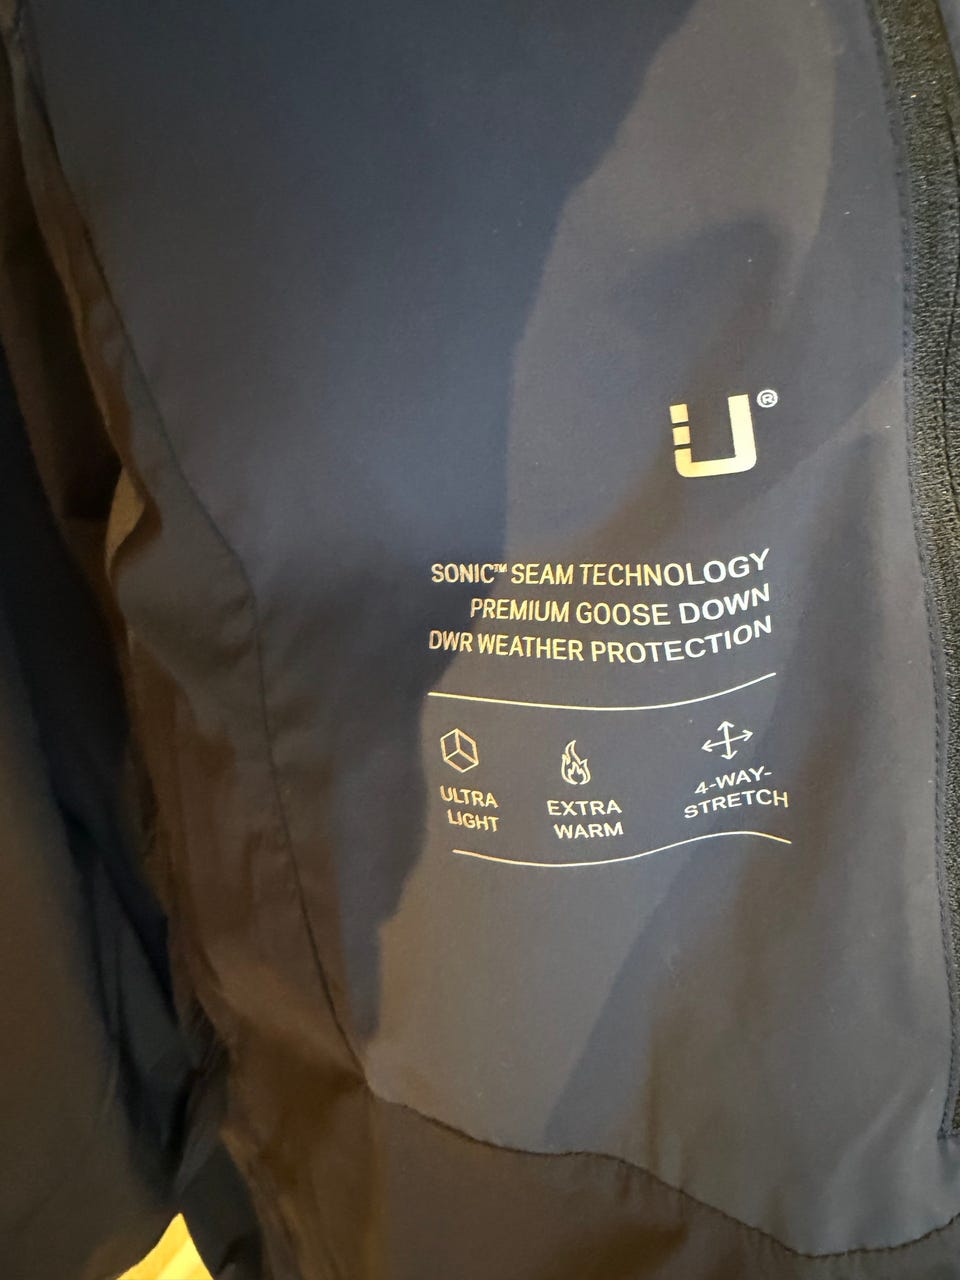 U®
SONIC™ SEAM TECHNOLOGY
PREMIUM GOOSE DOWN
DWR WEATHER PROTECTION
ULTRA
LIGHT
EXTRA
WARM
4-WAY-
STRETCH